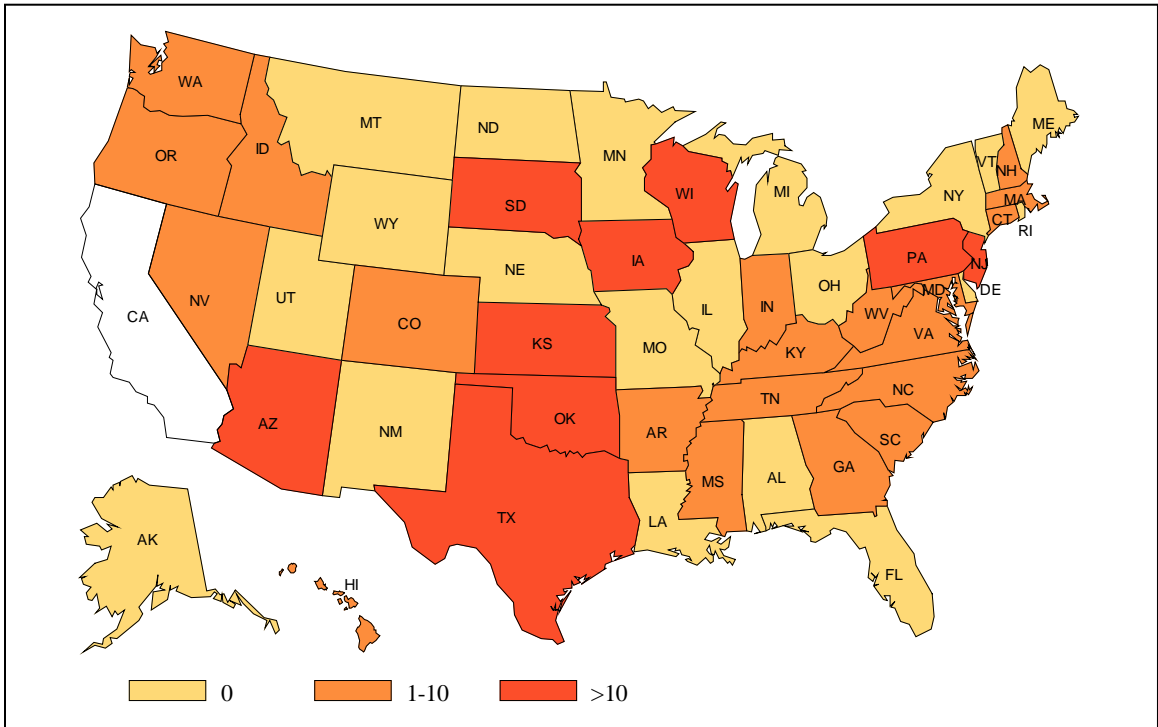 WA
MT
ND
MN
ME
VT
NH
OR
ID
SD
WI
MI
NY
MA
CT
RI
WY
IA
PA
NJ
NE
NV
UT
CO
IL
IN
OH
MD
DE
CA
KS
MO
WV
VA
KY
AZ
NM
OK
AR
TN
NC
SC
MS
AL
GA
TX
LA
AK
HI
FL
0
1-10
>10